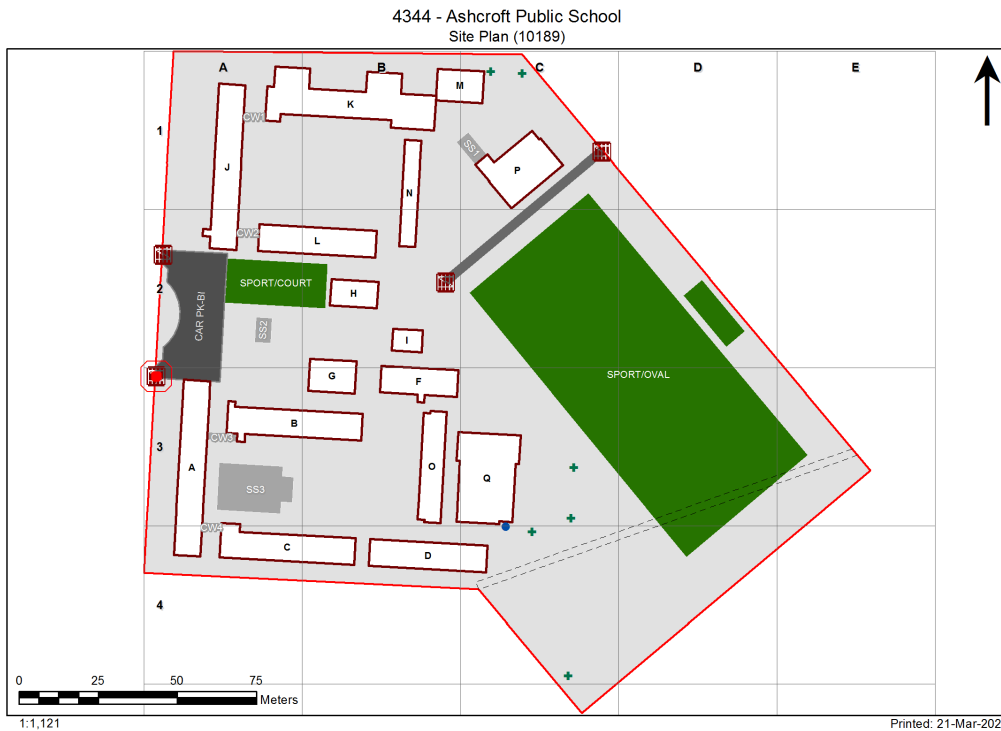 4344 - Ashcroft Public School
Site Plan (10189)
A B C D E
M
K
CW1
1
SS1
J
P
N
CW2
L
SPORT/COURT
2
H
CAR PK-BI
SS2
I
G
F
SPORT/OVAL
B
CW3
3
A
O
Q
SS3
CW4
C
D
4
0 25 50 75
Meters
1:1,121
Printed: 21-Mar-202